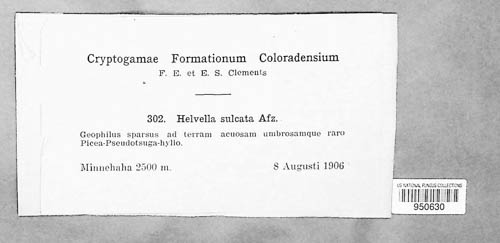 Cryptogamae Formationum Coloradensium
F. E. et E. S. Clements
302. Helvella sulcata Afz.
Geophilus sparsus ad terram acuosam umbrosamque raro
Picea-Pseudotsuga-hylio.
Minnehaha 2500 m. 8 Augusti 1906
US NATIONAL FUNGUS COLLECTIONS
950630